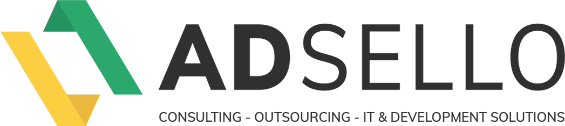 ADSELLO
CONSULTING - OUTSOURCING - IT & DEVELOPMENT SOLUTIONS